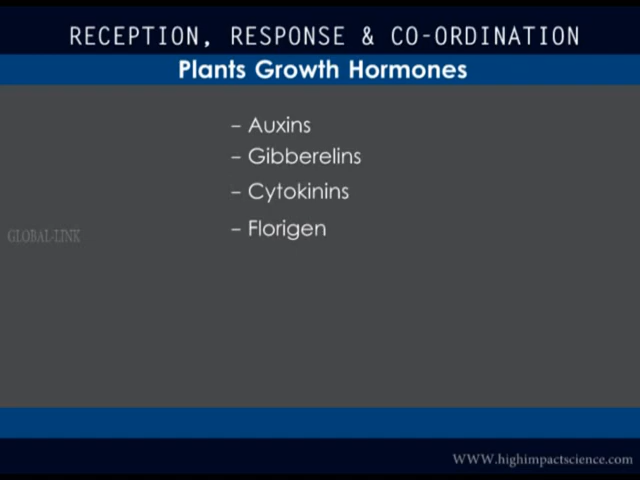 RECEPTION, RESPONSE & CO-ORDINATION
Plants Growth Hormones
– Auxins
– Gibberelins
– Cytokinins
– Florigen
GLOBAL-LINK
WWW.highimpactscience.com